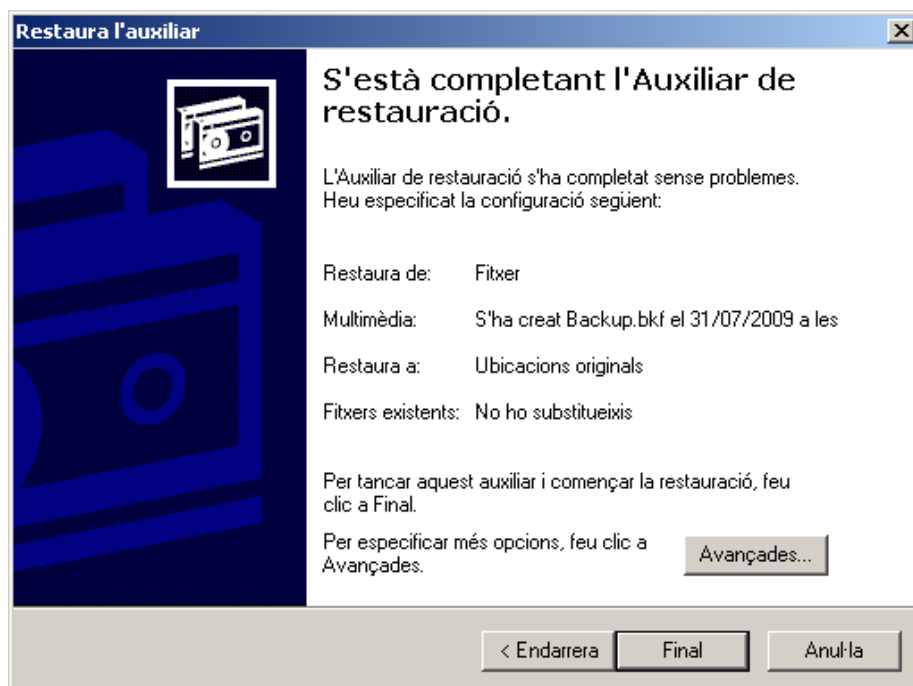 Restaura l'auxiliar
S'està completant l'Auxiliar de
restauració.
L'Auxiliar de restauració s'ha completat sense problemes.
Heu especificat la configuració següent:
Restaura de: Fitxer
Multimèdia: S'ha creat Backup.bkf el 31/07/2009 a les
Restaura a: Ubicacions originals
Fitxers existents: No ho substitueixis
Per tancar aquest auxiliar i començar la restauració, feu
clic a Final.
Per especificar més opcions, feu clic a
Avançades.
Avançades...
< Endarrera Final Anul·la